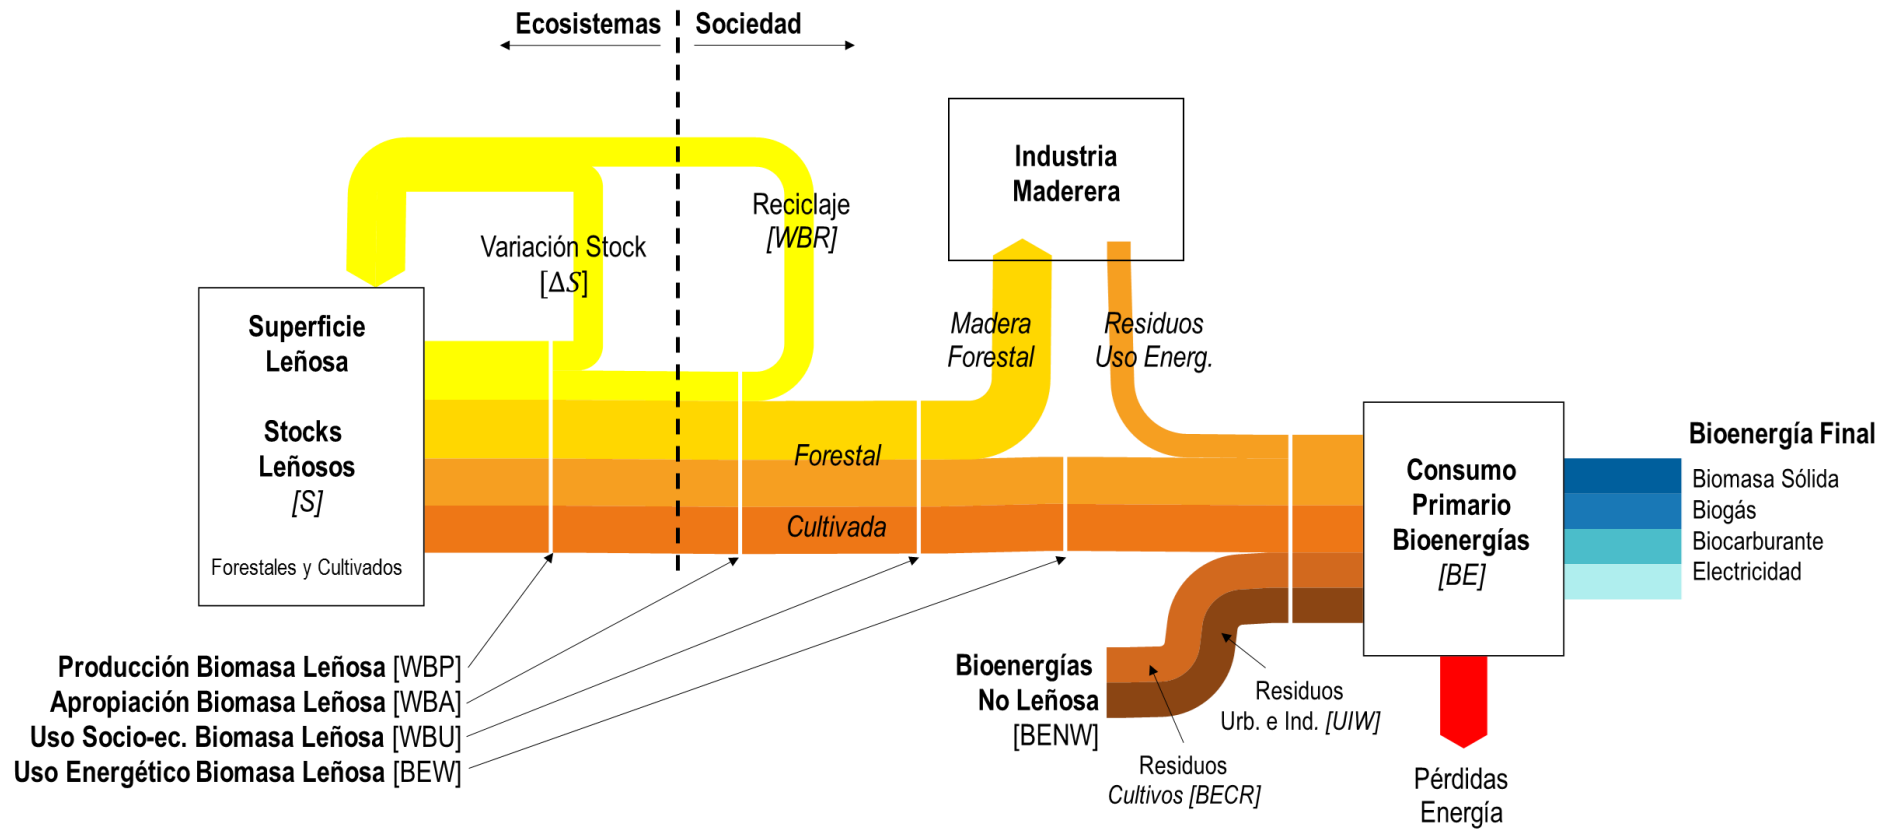 Ecosistemas
Sociedad
Industria
Maderera
Reciclaje
[WBR]
Variación Stock
[ΔS]
Superficie
Leñosa
Stocks
Leñosos
[S]
Forestales y Cultivados
Madera
Forestal
Residuos
Uso Energ.
Forestal
Cultivada
Consumo
Primario
Bioenergías
[BE]
Bioenergía Final
Biomasa Sólida
Biogás
Biocarburante
Electricidad
Producción Biomasa Leñosa [WBP]
Apropiación Biomasa Leñosa [WBA]
Uso Socio-ec. Biomasa Leñosa [WBU]
Uso Energético Biomasa Leñosa [BEW]
Bioenergías
No Leñosa
[BENW]
Residuos
Urb. e Ind. [UIW]
Residuos
Cultivos [BECR]
Pérdidas
Energía